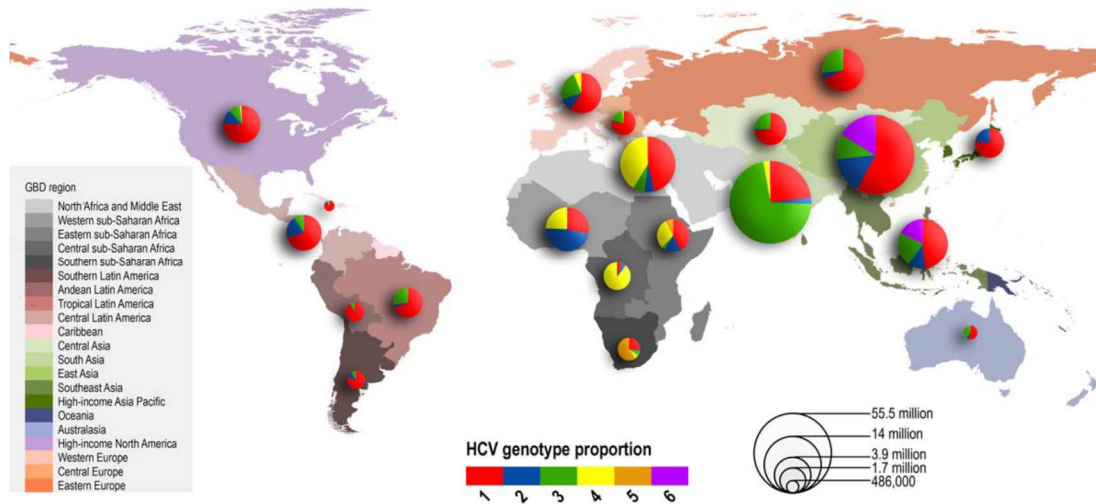 GBD region
North Africa and Middle East
Western sub-Saharan Africa
Eastern sub-Saharan Africa
Central sub-Saharan Africa
Southern sub-Saharan Africa
Southern Latin America
Andean Latin America
Tropical Latin America
Central Latin America
Caribbean
Central Asia
South Asia
East Asia
Southeast Asia
High-income Asia Pacific
Oceania
Australasia
High-income North America
Western Europe
Central Europe
Eastern Europe
HCV genotype proportion
1 2 3 4 5 6
55.5 million
14 million
3.9 million
1.7 million
486,000